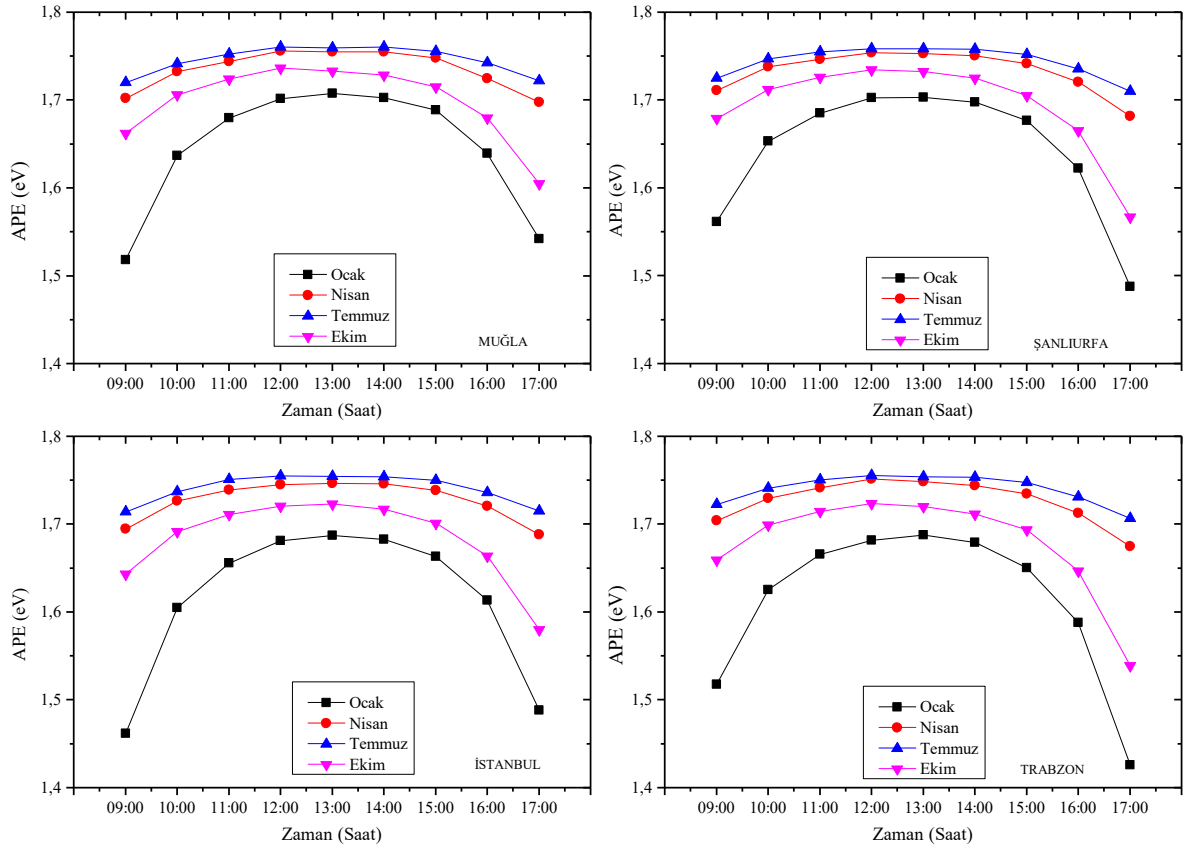 1,8
1,7
1,6
1,5
1,4
APE (eV)
Ocak
Nisan
Temmuz
Ekim
MUĞLA
09:00 10:00 11:00 12:00 13:00 14:00 15:00 16:00 17:00
Zaman (Saat)
1,8
1,7
1,6
1,5
1,4
APE (eV)
Ocak
Nisan
Temmuz
Ekim
ŞANLIURFA
09:00 10:00 11:00 12:00 13:00 14:00 15:00 16:00 17:00
Zaman (Saat)
1,8
1,7
1,6
1,5
1,4
APE (eV)
Ocak
Nisan
Temmuz
Ekim
İSTANBUL
09:00 10:00 11:00 12:00 13:00 14:00 15:00 16:00 17:00
Zaman (Saat)
1,8
1,7
1,6
1,5
1,4
APE (eV)
Ocak
Nisan
Temmuz
Ekim
TRABZON
09:00 10:00 11:00 12:00 13:00 14:00 15:00 16:00 17:00
Zaman (Saat)